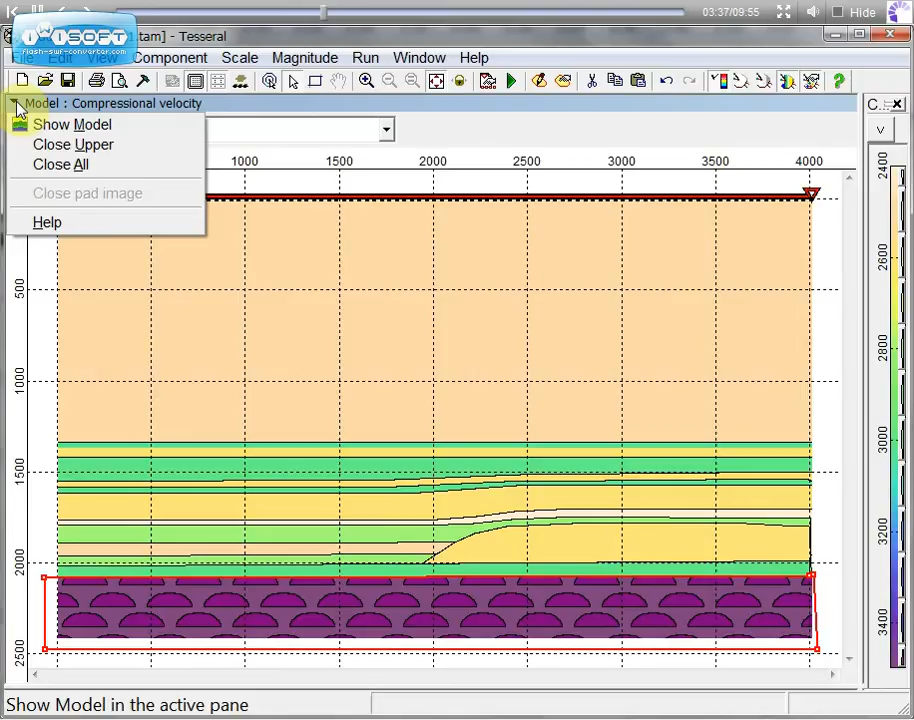 03:37/09:55
Hide
iWiSOFT
flash-swf-converter.com
1.tam] - Tesseral
File Edit View Component Scale Magnitude Run Window Help
Model : Compressional velocity
C...
Show Model
Close Upper
Close All
Close pad image
Help
1000 1500 2000 2500 3000 3500 4000
500
1000
1500
2000
2500
2400
2600
2800
3000
3200
3400
Show Model in the active pane